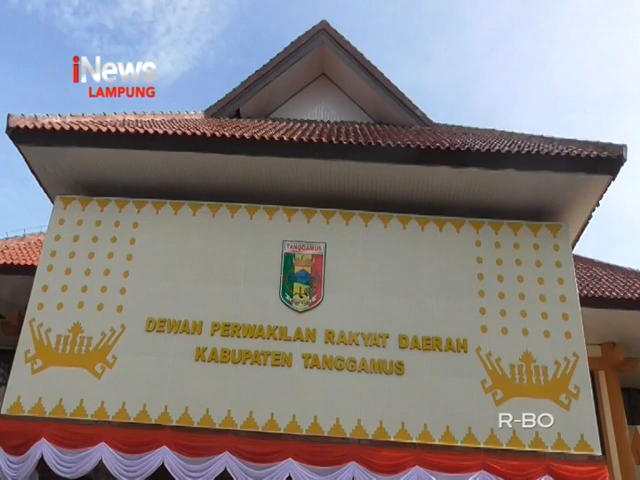 iNews
LAMPUNG
TANGGAMUS
DEWAN PERWAKILAN RAKYAT DAERAH
KABUPATEN TANGGAMUS
R-BO